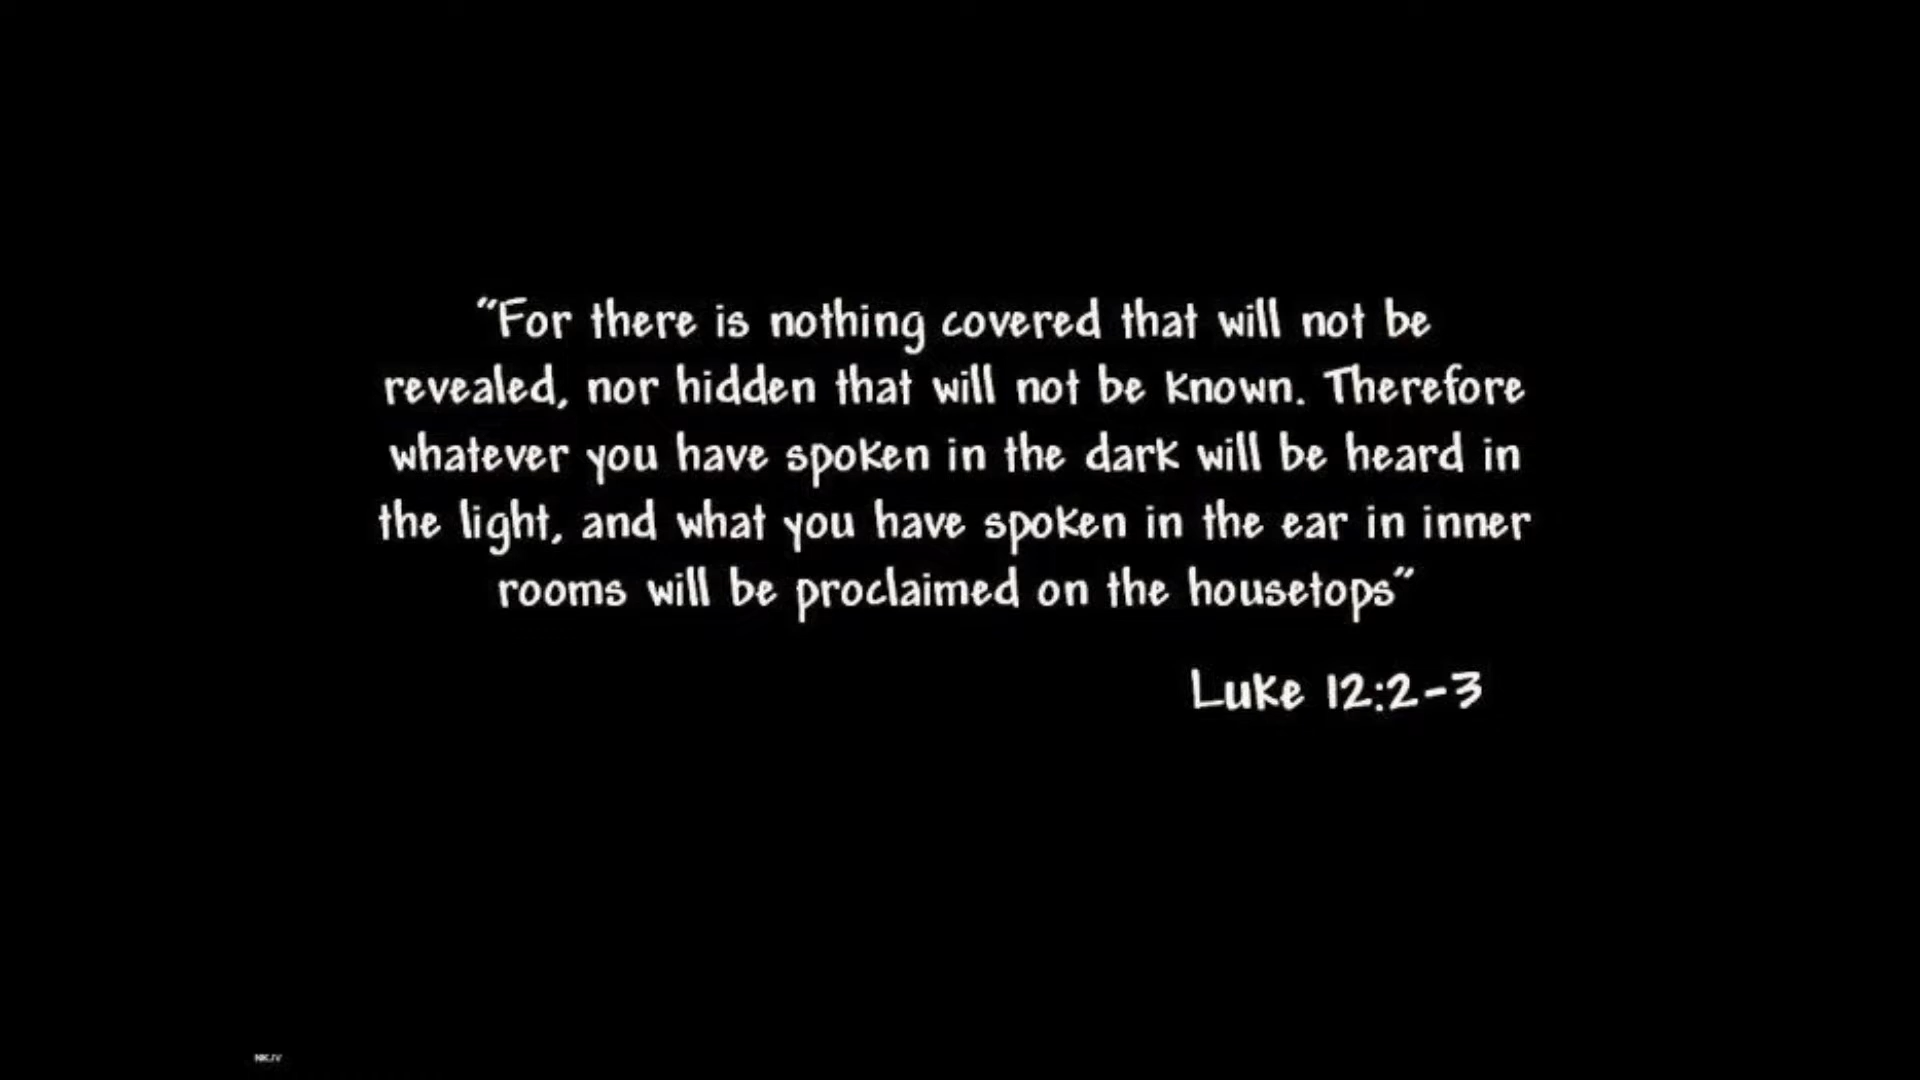 "For there is nothing covered that will not be
revealed, nor hidden that will not be known. Therefore
whatever you have spoken in the dark will be heard in
the light, and what you have spoken in the ear in inner
rooms will be proclaimed on the housetops"
Luke 12:2-3
NKJV